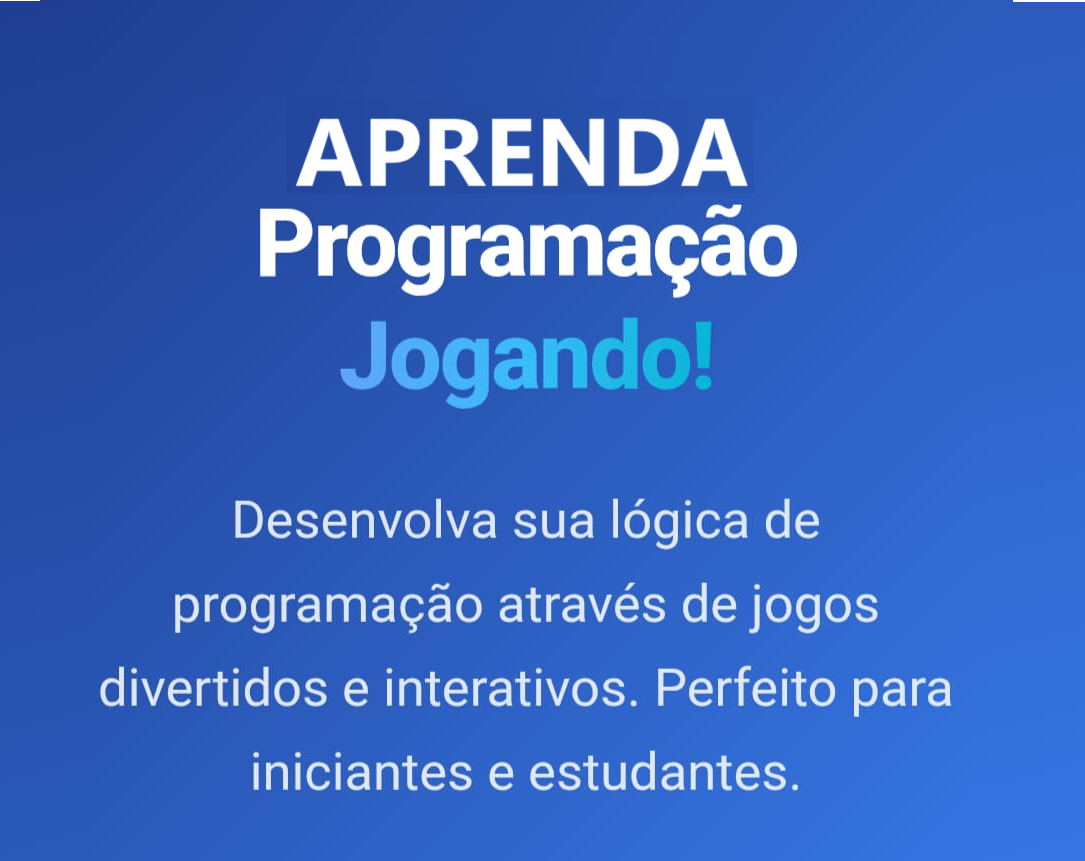 APRENDA
Programação
Jogando!
Desenvolva sua lógica de
programação através de jogos
divertidos e interativos. Perfeito para
iniciantes e estudantes.